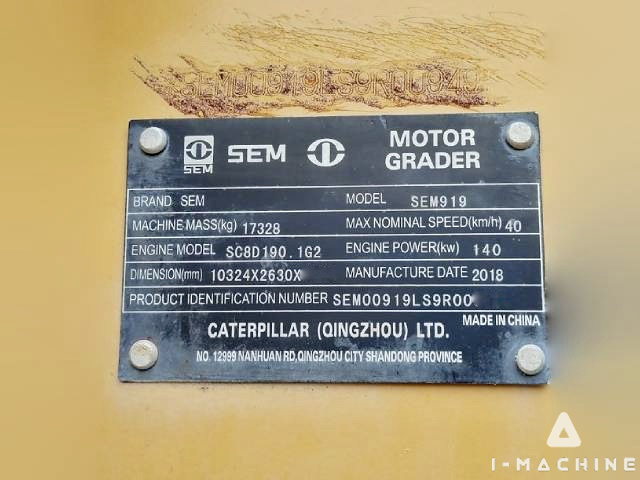 SEM00919LS9R00940
SEM SEM MOTOR
GRADER
BRAND SEM MODEL SEM919
MACHINE MASS(kg) 17328 MAX NOMINAL SPEED(km/h) 40
ENGINE MODEL SC8D190.1G2 ENGINE POWER(kw) 140
DIMENSION(mm) 10324X2630X MANUFACTURE DATE 2018
PRODUCT IDENTIFICATION NUMBER SEM00919LS9R00
MADE IN CHINA
CATERPILLAR (QINGZHOU) LTD.
NO. 12999 NANHUAN RD,QINGZHOU CITY SHANDONG PROVINCE
I-MACHINE